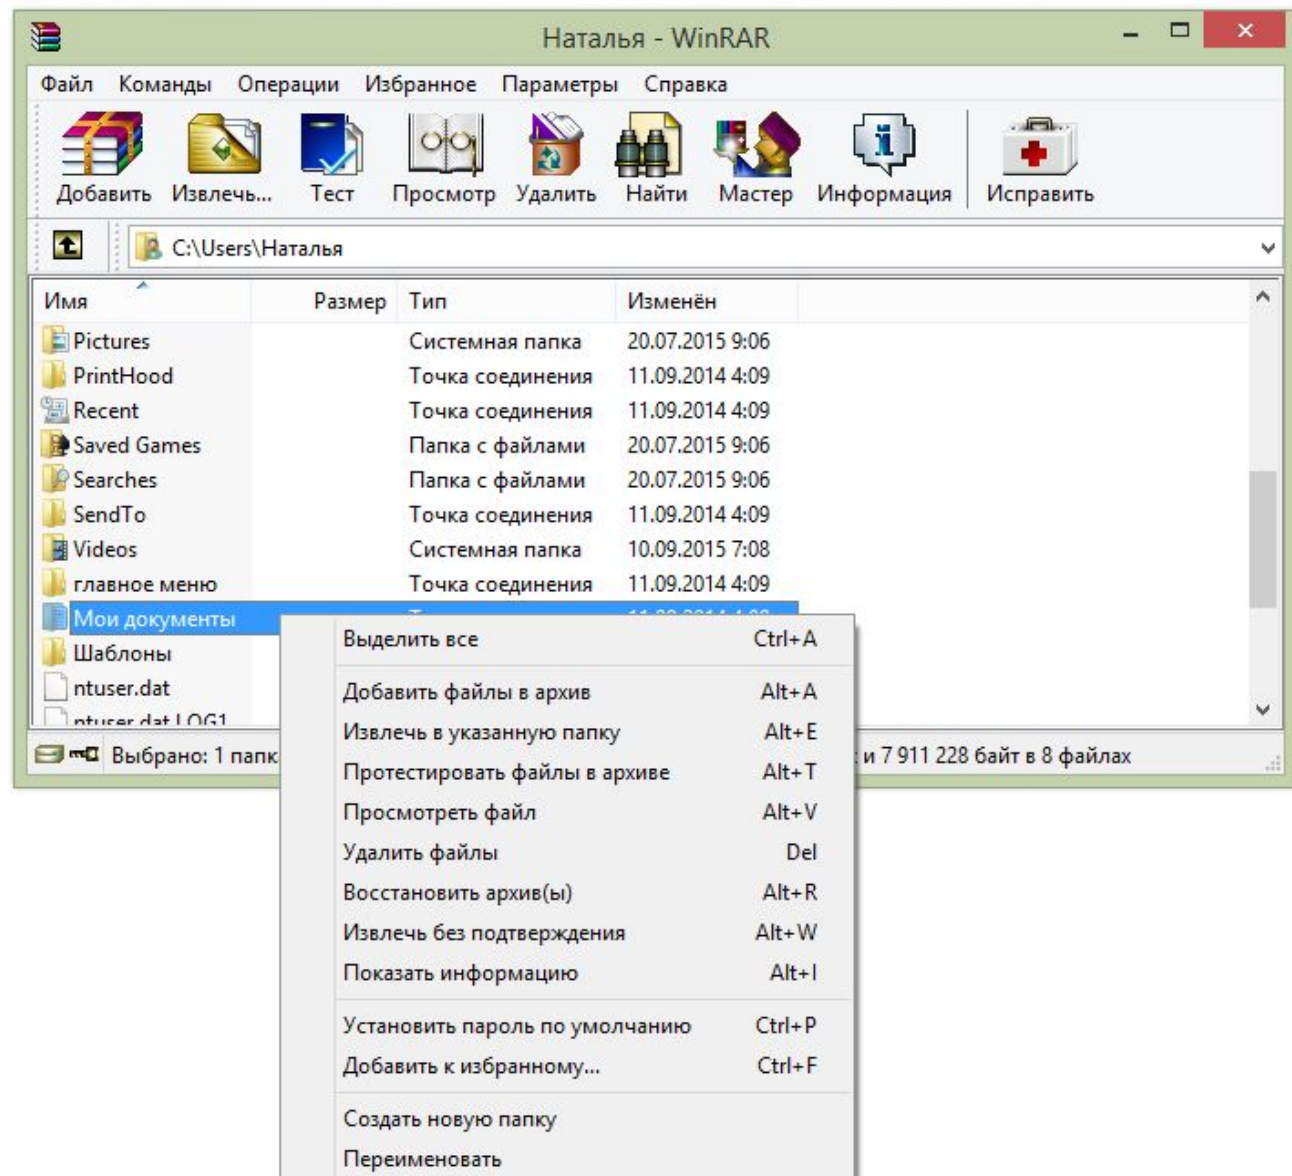 Наталья - WinRAR
Файл Команды Операции Избранное Параметры Справка
Добавить Извлечь... Тест Просмотр Удалить Найти Мастер Информация Исправить
C:\Users\Наталья
Имя Размер Тип Изменён
Pictures Системная папка 20.07.2015 9:06
PrintHood Точка соединения 11.09.2014 4:09
Recent Точка соединения 11.09.2014 4:09
Saved Games Папка с файлами 20.07.2015 9:06
Searches Папка с файлами 20.07.2015 9:06
SendTo Точка соединения 11.09.2014 4:09
Videos Системная папка 10.09.2015 7:08
главное меню Точка соединения 11.09.2014 4:09
Мои документы
Шаблоны
ntuser.dat
ntuser.dat.LOG1
Выбрано: 1 папк и 7 911 228 байт в 8 файлах
Выделить все Ctrl+A
Добавить файлы в архив Alt+A
Извлечь в указанную папку Alt+E
Протестировать файлы в архиве Alt+T
Просмотреть файл Alt+V
Удалить файлы Del
Восстановить архив(ы) Alt+R
Извлечь без подтверждения Alt+W
Показать информацию Alt+I
Установить пароль по умолчанию Ctrl+P
Добавить к избранному... Ctrl+F
Создать новую папку
Переименовать